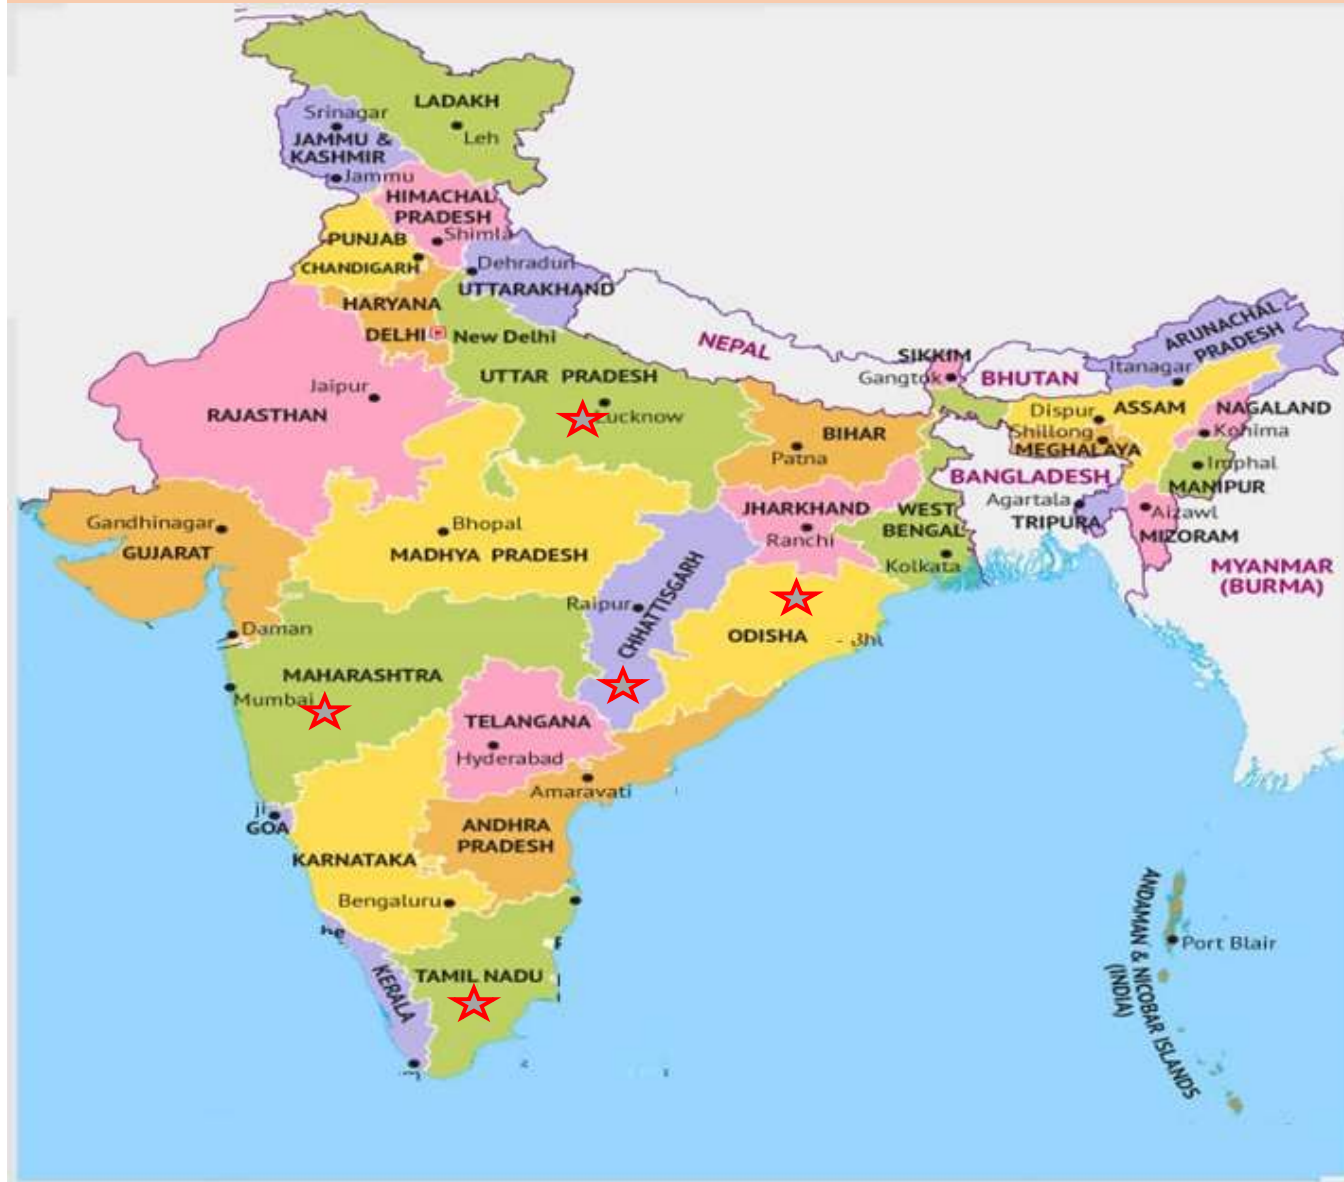 LADAKH
Srinagar
Leh
JAMMU &
KASHMIR
Jammu
HIMACHAL
PRADESH
Shimla
PUNJAB
CHANDIGARH
Dehradun
UTTARAKHAND
HARYANA
DELHI
New Delhi
NEPAL
SIKKIM
Gangtok
BHUTAN
ARUNACHAL
PRADESH
Itanagar
UTTAR PRADESH
Lucknow
Jaipur
RAJASTHAN
BIHAR
Patna
Dispur
ASSAM
NAGALAND
Shillong
Kohima
MEGHALAYA
BANGLADESH
Imphal
MANIPUR
Agartala
TRIPURA
Aizawl
MIZORAM
MYANMAR
(BURMA)
Gandhinagar
GUJARAT
Bhopal
MADHYA PRADESH
JHARKHAND
Ranchi
WEST
BENGAL
Kolkata
Raipur
CHHATTISGARH
ODISHA
Daman
MAHARASHTRA
Mumbai
TELANGANA
Hyderabad
Amaravati
ji
GOA
ANDHRA
PRADESH
KARNATAKA
Bengaluru
KERALA
TAMIL NADU
Port Blair
ANDAMAN & NICOBAR ISLANDS
(INDIA)